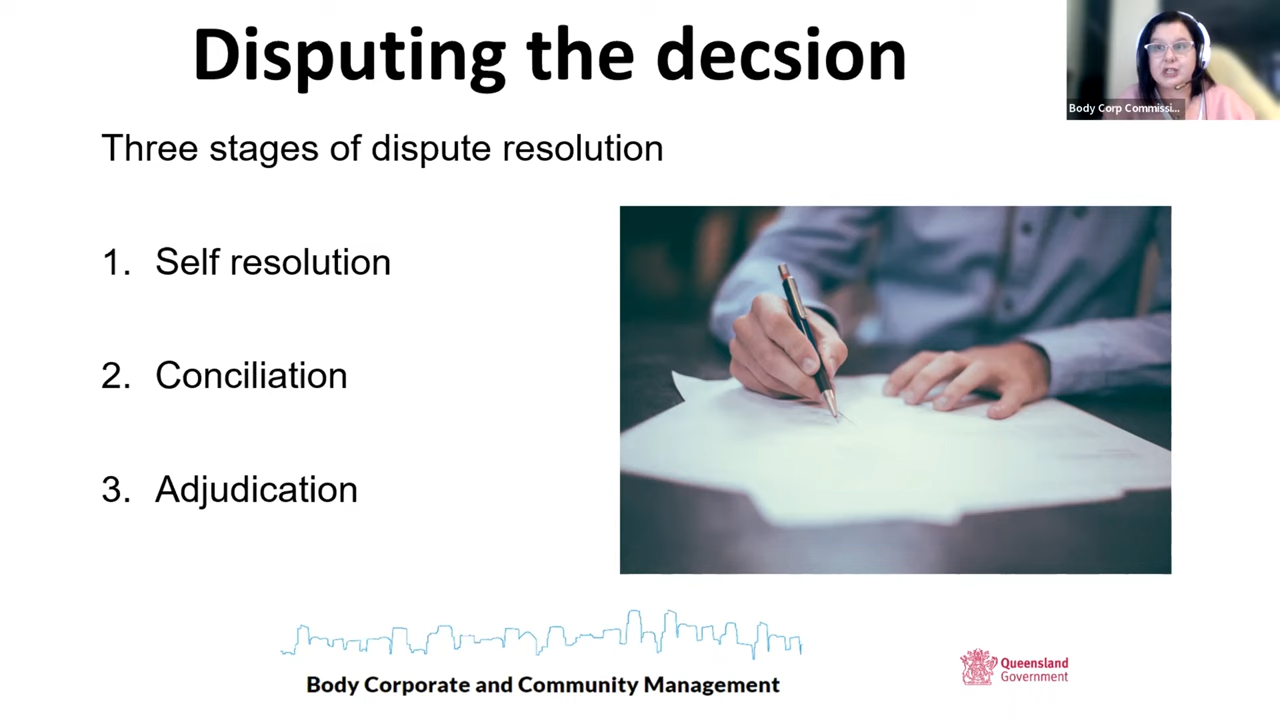 Disputing the decsion
Body Corp Commissi...
Three stages of dispute resolution
1. Self resolution
2. Conciliation
3. Adjudication
Body Corporate and Community Management
Queensland
Government